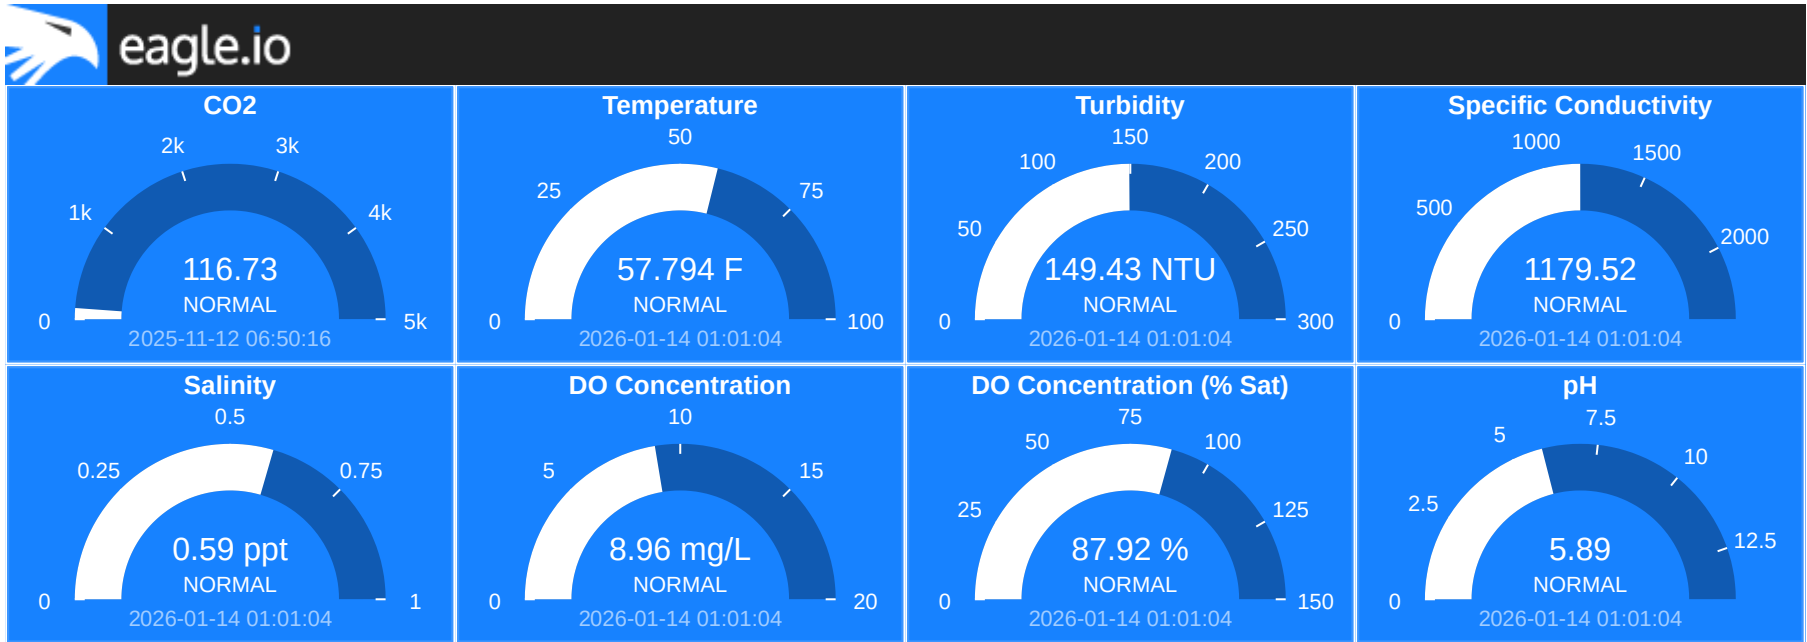 eagle.io
CO2
0
1k
2k
3k
4k
5k
116.73
NORMAL
2025-11-12 06:50:16
Temperature
0
25
50
75
100
57.794 F
NORMAL
2026-01-14 01:01:04
Turbidity
0
50
100
150
200
250
300
149.43 NTU
NORMAL
2026-01-14 01:01:04
Specific Conductivity
0
500
1000
1500
2000
1179.52
NORMAL
2026-01-14 01:01:04
Salinity
0
0.25
0.5
0.75
1
0.59 ppt
NORMAL
2026-01-14 01:01:04
DO Concentration
0
5
10
15
20
8.96 mg/L
NORMAL
2026-01-14 01:01:04
DO Concentration (% Sat)
0
25
50
75
100
125
150
87.92 %
NORMAL
2026-01-14 01:01:04
pH
0
2.5
5
7.5
10
12.5
5.89
NORMAL
2026-01-14 01:01:04